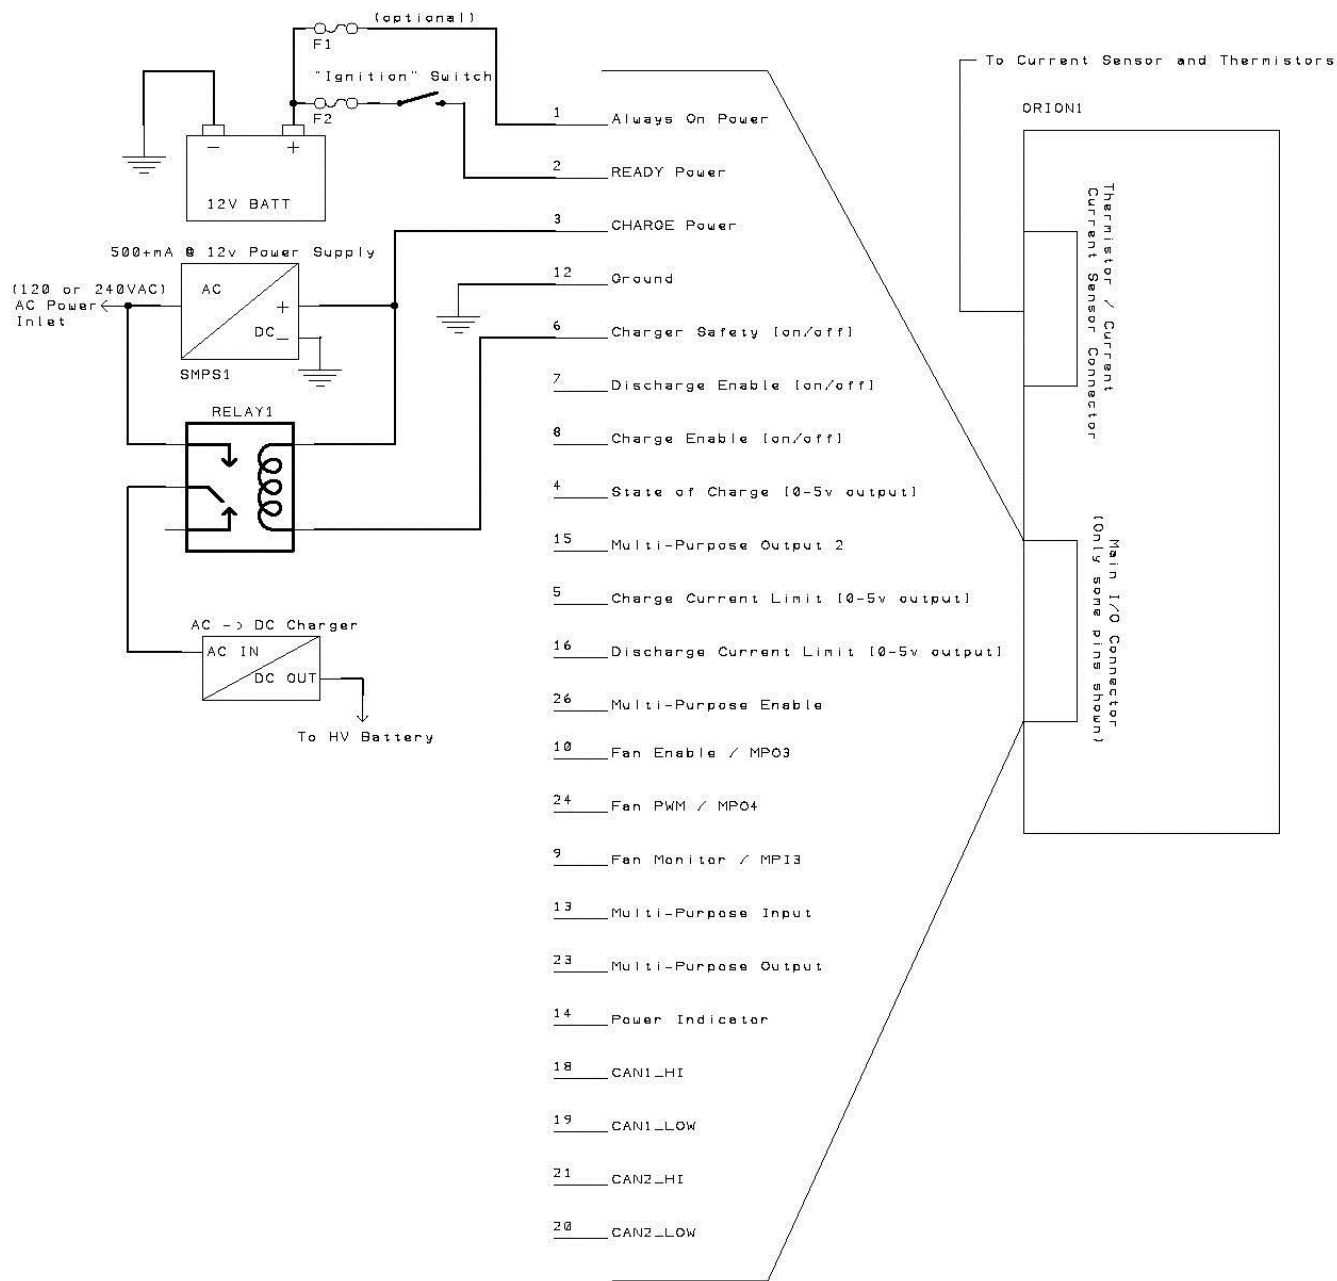 (optional)
F1
"Ignition" Switch
F2
- +
12V BATT
500+mA @ 12v Power Supply
(120 or 240VAC)
AC Power
Inlet
AC
+
DC -
SMPS1
RELAY1
AC -> DC Charger
AC IN
DC OUT
To HV Battery
1 Always On Power
2 READY Power
3 CHARGE Power
12 Ground
6 Charger Safety [on/off]
7 Discharge Enable [on/off]
8 Charge Enable [on/off]
4 State of Charge [0-5v output]
15 Multi-Purpose Output 2
5 Charge Current Limit [0-5v output]
16 Discharge Current Limit [0-5v output]
26 Multi-Purpose Enable
10 Fan Enable / MPO3
24 Fan PWM / MPO4
9 Fan Monitor / MPI3
13 Multi-Purpose Input
23 Multi-Purpose Output
14 Power Indicator
18 CAN1_HI
19 CAN1_LOW
21 CAN2_HI
20 CAN2_LOW
To Current Sensor and Thermistors
ORION1
Thermistor / Current
Current Sensor Connector
Main I/O Connector
(Only some pins shown)